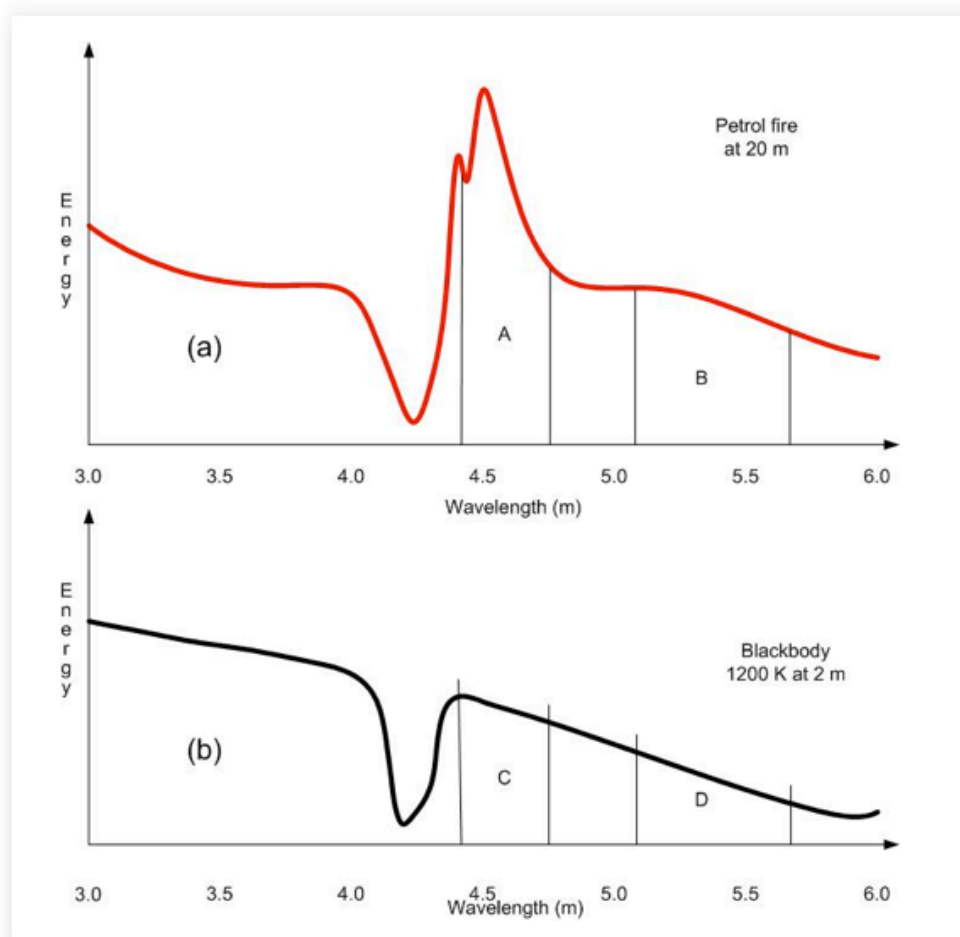 Energy
Petrol fire
at 20 m
(a)
A
B
3.0 3.5 4.0 4.5 5.0 5.5 6.0
Wavelength (m)
Energy
Blackbody
1200 K at 2 m
(b)
C
D
3.0 3.5 4.0 4.5 5.0 5.5 6.0
Wavelength (m)